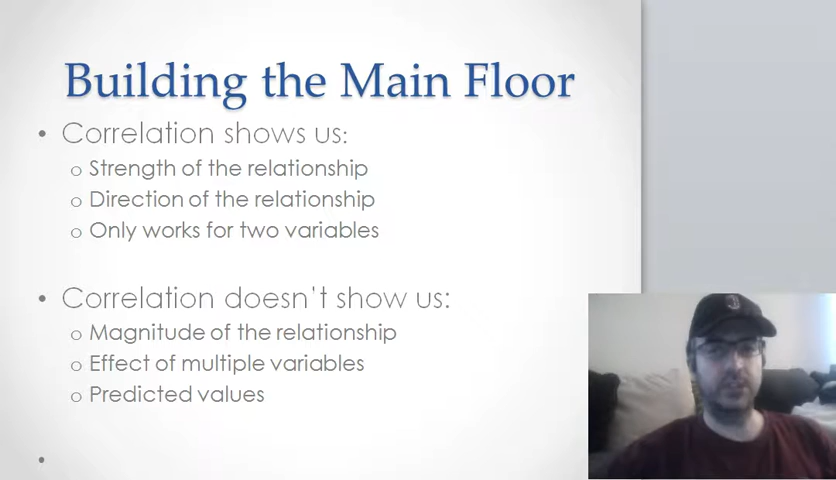 Building the Main Floor
• Correlation shows us:
o Strength of the relationship
o Direction of the relationship
o Only works for two variables
• Correlation doesn't show us:
o Magnitude of the relationship
o Effect of multiple variables
o Predicted values
•